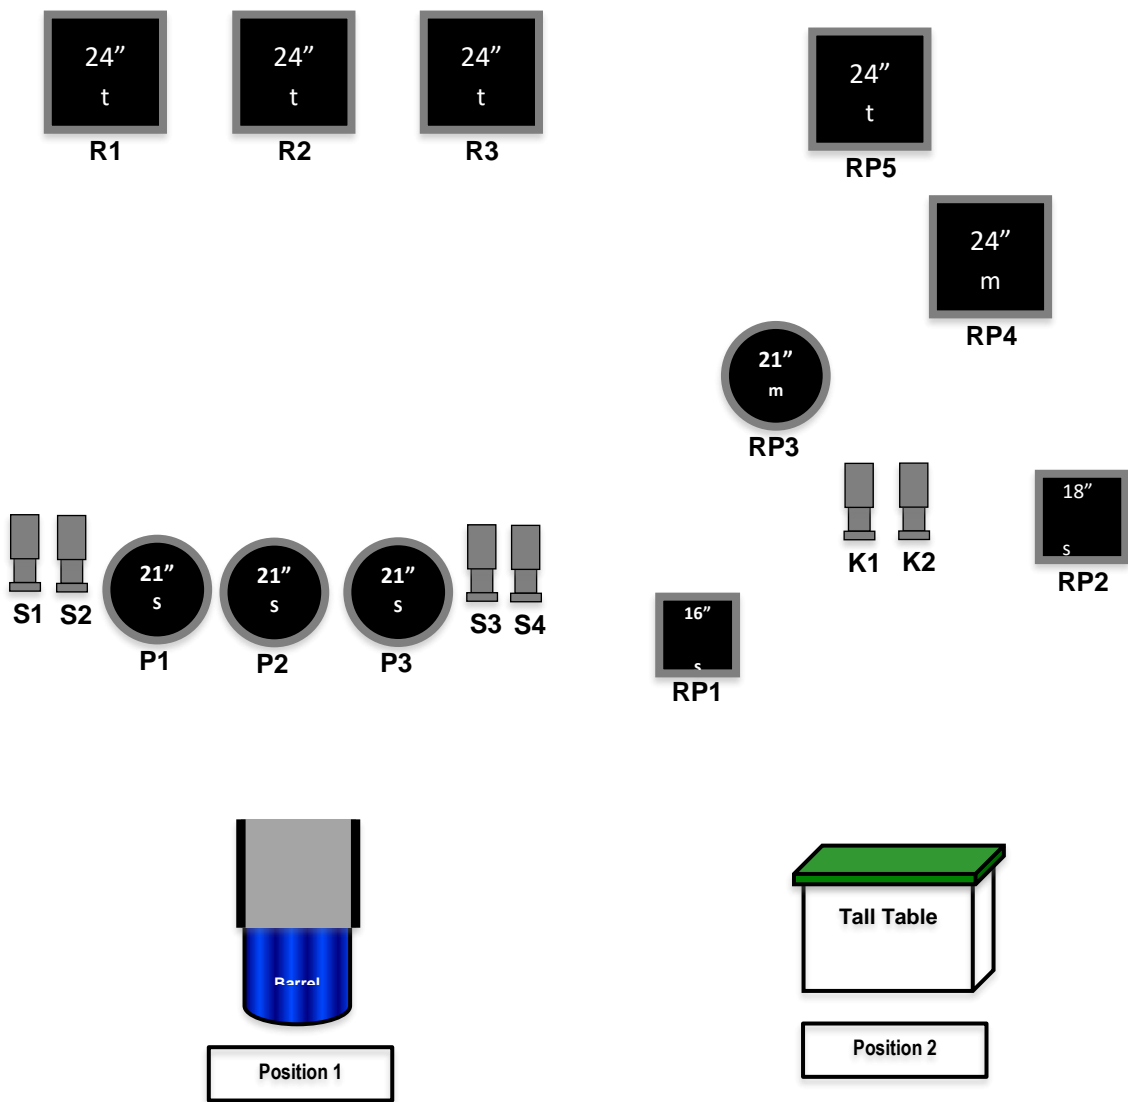 24”
t
R1
24”
t
R2
24”
t
R3
24”
t
RP5
24”
m
RP4
21”
m
RP3
K1
K2
18”
s
RP2
S1
S2
21”
s
P1
21”
s
P2
21”
s
P3
S3
S4
16”
s
RP1
Barrel
Position 1
Tall Table
Position 2